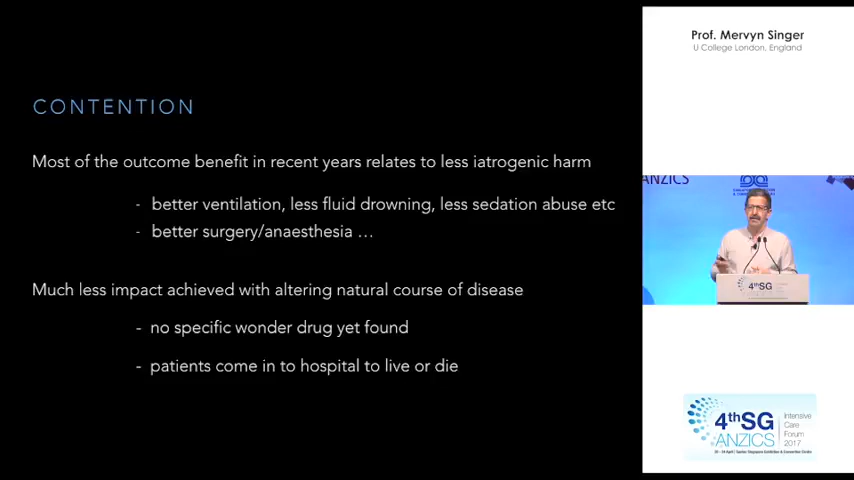 CONTENTION
Most of the outcome benefit in recent years relates to less iatrogenic harm
- better ventilation, less fluid drowning, less sedation abuse etc
- better surgery/anaesthesia …
Much less impact achieved with altering natural course of disease
- no specific wonder drug yet found
- patients come in to hospital to live or die
Prof. Mervyn Singer
U College London, England
ANZICS
4thSG
4thSG
ANZICS
Intensive
Care
Forum
2017